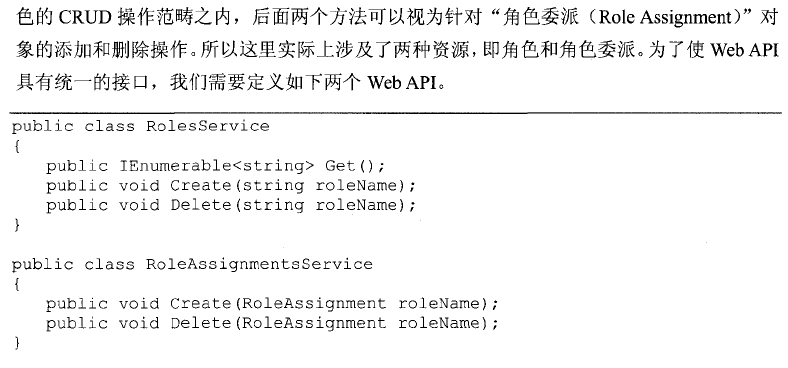 色的 CRUD 操作范畴之内，后面两个方法可以视为针对“角色委派（Role Assignment）”对
象的添加和删除操作。所以这里实际上涉及了两种资源，即角色和角色委派。为了使 Web API
具有统一的接口，我们需要定义如下两个 Web API。
public class RolesService
{
    public IEnumerable<string> Get();
    public void Create(string roleName);
    public void Delete(string roleName);
}
public class RoleAssignmentsService
{
    public void Create(RoleAssignment roleName);
    public void Delete(RoleAssignment roleName);
}